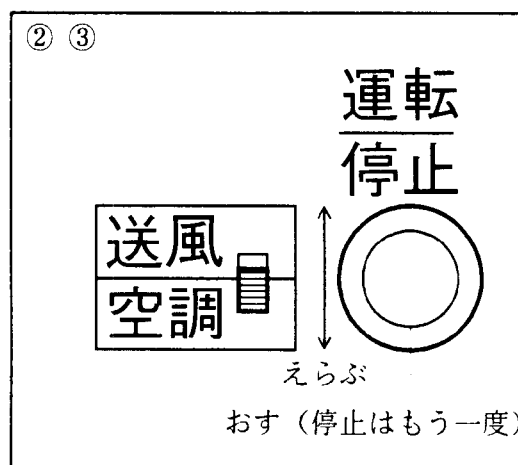 ② ③
運転
停止
送風
空調
えらぶ
おす（停止はもう一度）